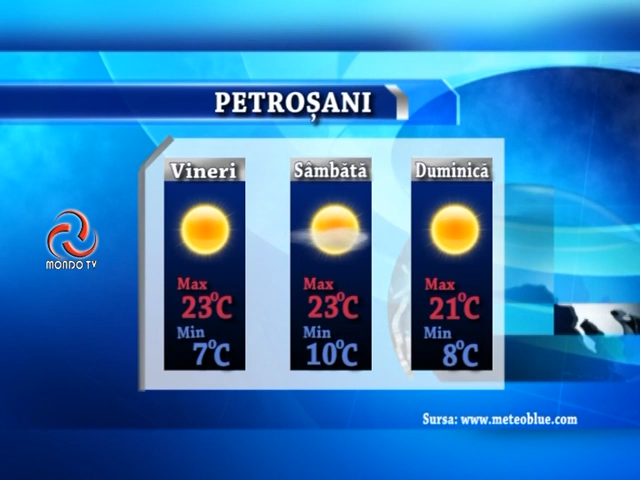 PETROȘANI
Vineri
Max
23°C
Min
7°C
Sâmbătă
Max
23°C
Min
10°C
Duminică
Max
21°C
Min
8°C
MONDO TV
Sursa: www.meteoblue.com